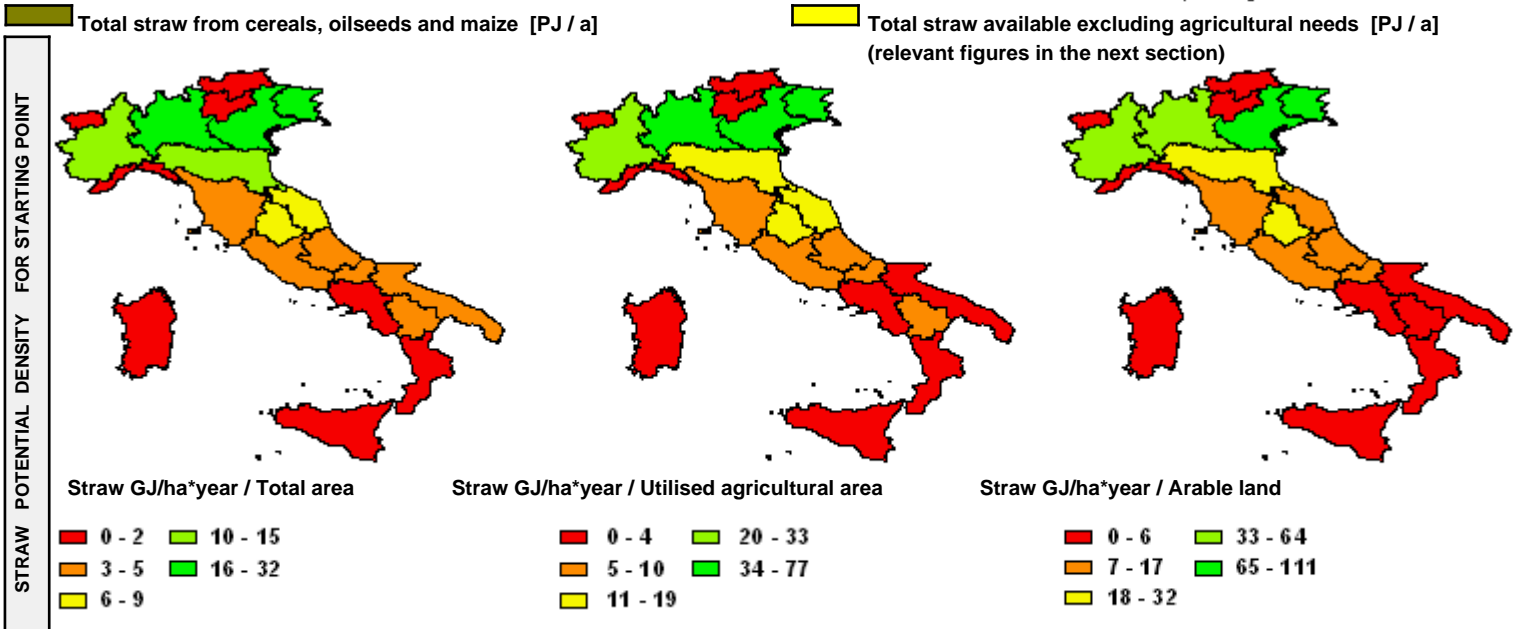 Total straw from cereals, oilseeds and maize [PJ / a]
Total straw available excluding agricultural needs [PJ / a]
(relevant figures in the next section)
STRAW POTENTIAL DENSITY FOR STARTING POINT
Straw GJ/ha*year / Total area
0 - 2
10 - 15
3 - 5
16 - 32
6 - 9
Straw GJ/ha*year / Utilised agricultural area
0 - 4
20 - 33
5 - 10
34 - 77
11 - 19
Straw GJ/ha*year / Arable land
0 - 6
33 - 64
7 - 17
65 - 111
18 - 32